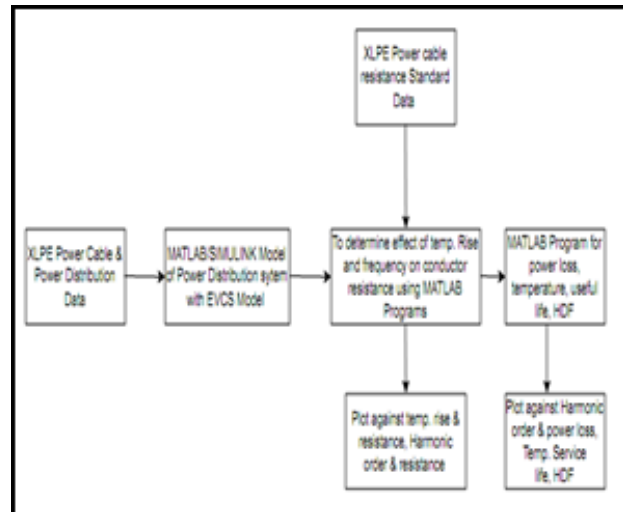 XLPE Power cable
resistance Standard
Data
XLPE Power Cable &
Power Distribution
Data
MATLAB/SIMULINK Model
of Power Distribution sytem
with EVCS Model
To determine effect of temp. Rise
and frequency on conductor
resistance using MATLAB
Programs
MATLAB Program for
power loss,
temperature, useful
life, HDF
Plot against temp. rise &
resistance, Harmonic
order & resistance
Plot against Harmonic
order & power loss,
Temp. Service
life, HDF